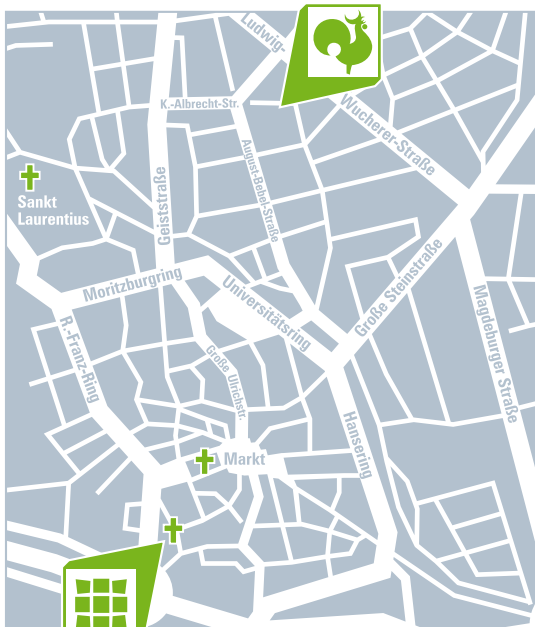 Ludwig-
Wucherer-Straße
K.-Albrecht-Str.
August-Bebel-Straße
Geiststraße
Sankt
Laurentius
Moritzburgring
Universitätsring
Große Steinstraße
Magdeburger Straße
R.-Franz-Ring
Große Ulrichstr.
Hansering
Markt